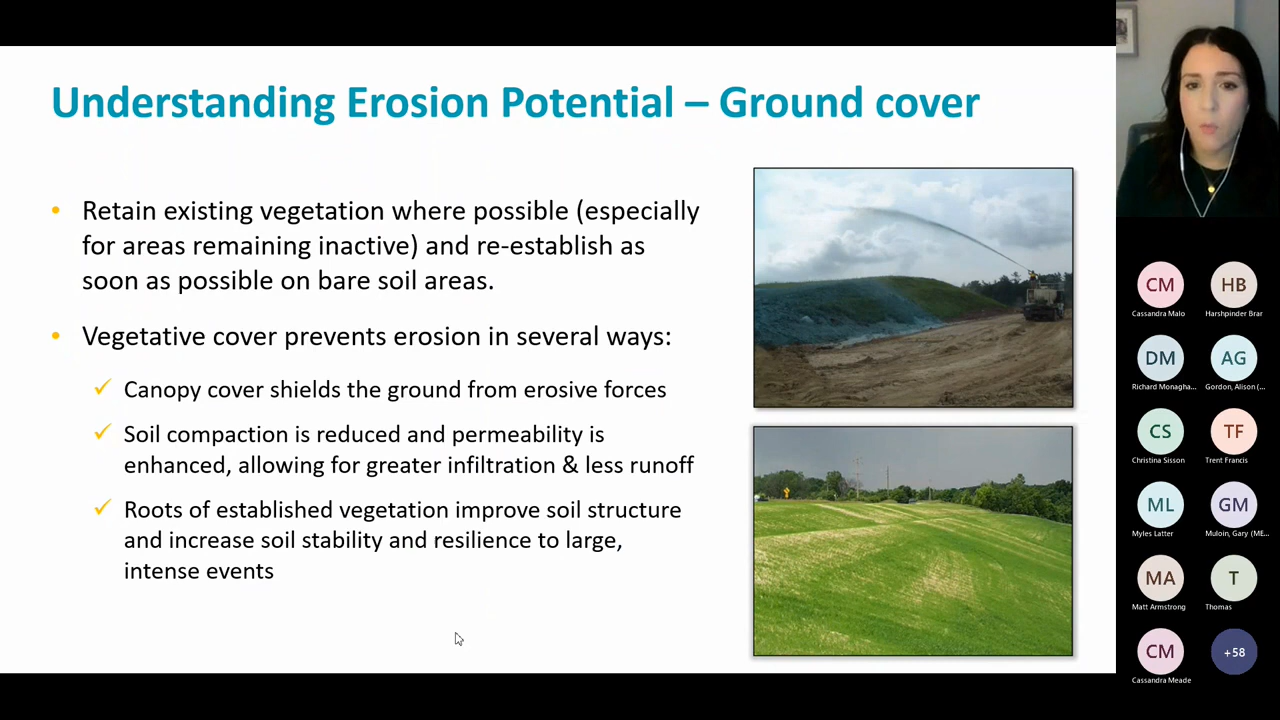 Understanding Erosion Potential – Ground cover
• Retain existing vegetation where possible (especially
for areas remaining inactive) and re-establish as
soon as possible on bare soil areas.
• Vegetative cover prevents erosion in several ways:
✓ Canopy cover shields the ground from erosive forces
✓ Soil compaction is reduced and permeability is
enhanced, allowing for greater infiltration & less runoff
✓ Roots of established vegetation improve soil structure
and increase soil stability and resilience to large,
intense events
CM HB
Cassandra Malo Harshpinder Brar
DM AG
Richard Monagha... Gordon, Alison (...
CS TF
Christina Sisson Trent Francis
ML GM
Myles Latter Muloin, Gary (ME...
MA T
Matt Armstrong Thomas
CM +58
Cassandra Meade